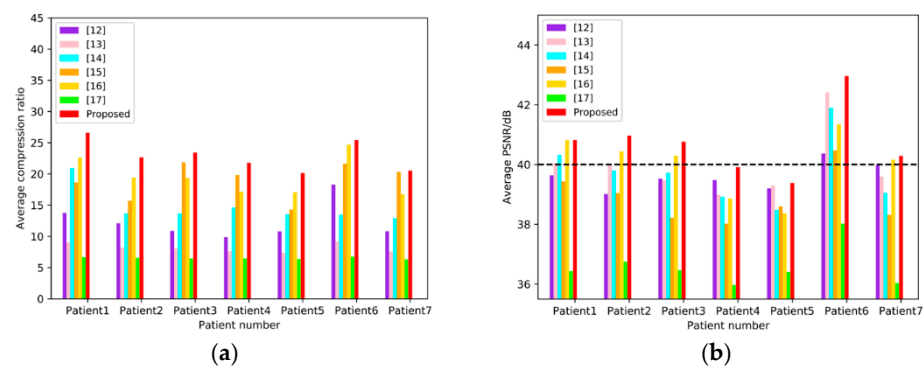 45
40
35
30
25
20
15
10
5
0
Average compression ratio
[12]
[13]
[14]
[15]
[16]
[17]
Proposed
Patient1 Patient2 Patient3 Patient4 Patient5 Patient6 Patient7
Patient number
(a)
44
42
40
38
36
Average PSNR/dB
[12]
[13]
[14]
[15]
[16]
[17]
Proposed
Patient1 Patient2 Patient3 Patient4 Patient5 Patient6 Patient7
Patient number
(b)